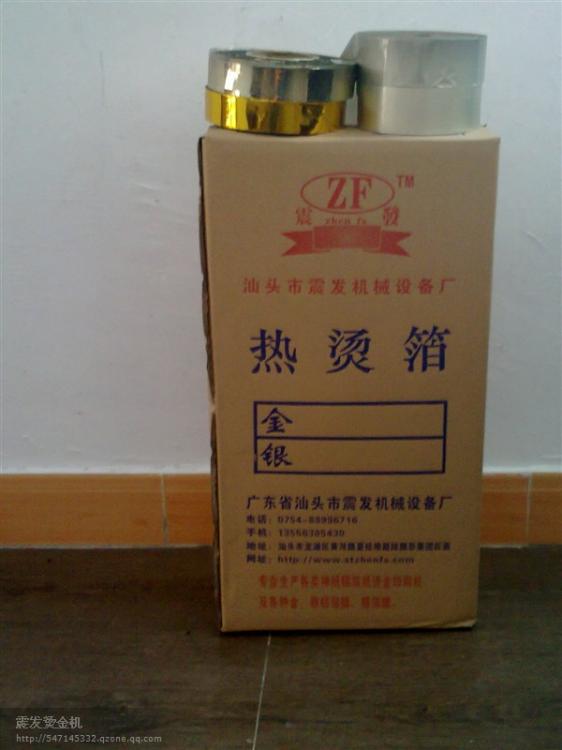 ZF TM
震 發
zhen fa
汕头市震发机械设备厂
热烫箔
金
银
广东省汕头市震发机械设备厂
电话: 0754-88996716
手机: 13556385430
网址: http://www.stzhenfa.com
震发烫金机
http://547145332.qzone.qq.com